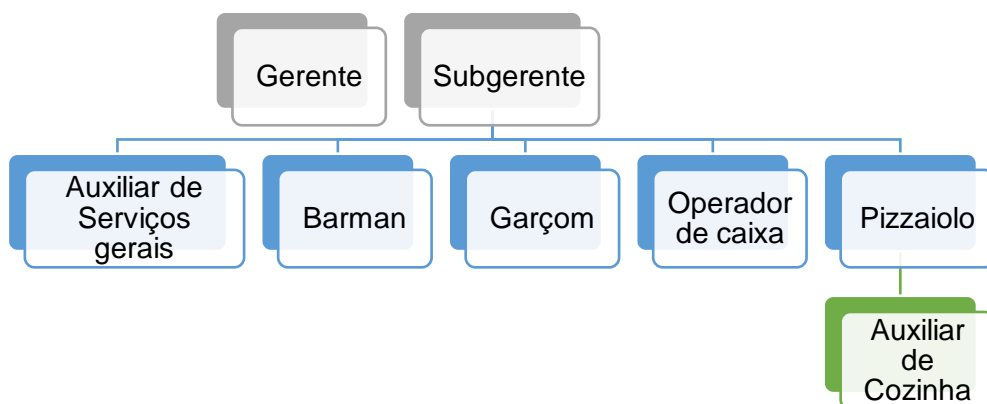 Gerente
Subgerente
Auxiliar de
Serviços
gerais
Barman
Garçom
Operador
de caixa
Pizzaiolo
Auxiliar
de
Cozinha